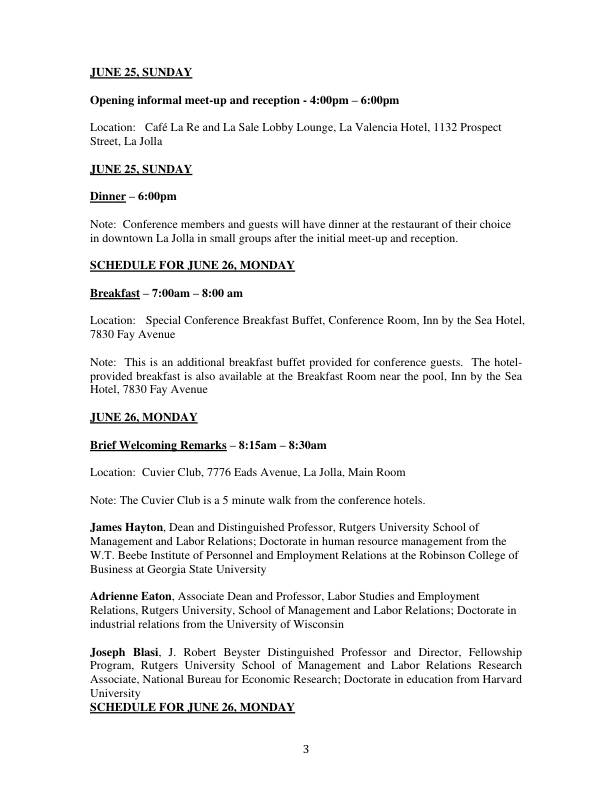 JUNE 25, SUNDAY
Opening informal meet-up and reception - 4:00pm – 6:00pm
Location:   Café La Re and La Sale Lobby Lounge, La Valencia Hotel, 1132 Prospect
Street, La Jolla
JUNE 25, SUNDAY
Dinner – 6:00pm
Note:  Conference members and guests will have dinner at the restaurant of their choice
in downtown La Jolla in small groups after the initial meet-up and reception.
SCHEDULE FOR JUNE 26, MONDAY
Breakfast – 7:00am – 8:00 am
Location:   Special Conference Breakfast Buffet, Conference Room, Inn by the Sea Hotel,
7830 Fay Avenue
Note:  This is an additional breakfast buffet provided for conference guests.  The hotel-
provided breakfast is also available at the Breakfast Room near the pool, Inn by the Sea
Hotel, 7830 Fay Avenue
JUNE 26, MONDAY
Brief Welcoming Remarks – 8:15am – 8:30am
Location:  Cuvier Club, 7776 Eads Avenue, La Jolla, Main Room
Note: The Cuvier Club is a 5 minute walk from the conference hotels.
James Hayton, Dean and Distinguished Professor, Rutgers University School of
Management and Labor Relations; Doctorate in human resource management from the
W.T. Beebe Institute of Personnel and Employment Relations at the Robinson College of
Business at Georgia State University
Adrienne Eaton, Associate Dean and Professor, Labor Studies and Employment
Relations, Rutgers University, School of Management and Labor Relations; Doctorate in
industrial relations from the University of Wisconsin
Joseph Blasi, J. Robert Beyster Distinguished Professor and Director, Fellowship
Program, Rutgers University School of Management and Labor Relations Research
Associate, National Bureau for Economic Research; Doctorate in education from Harvard
University
SCHEDULE FOR JUNE 26, MONDAY
3